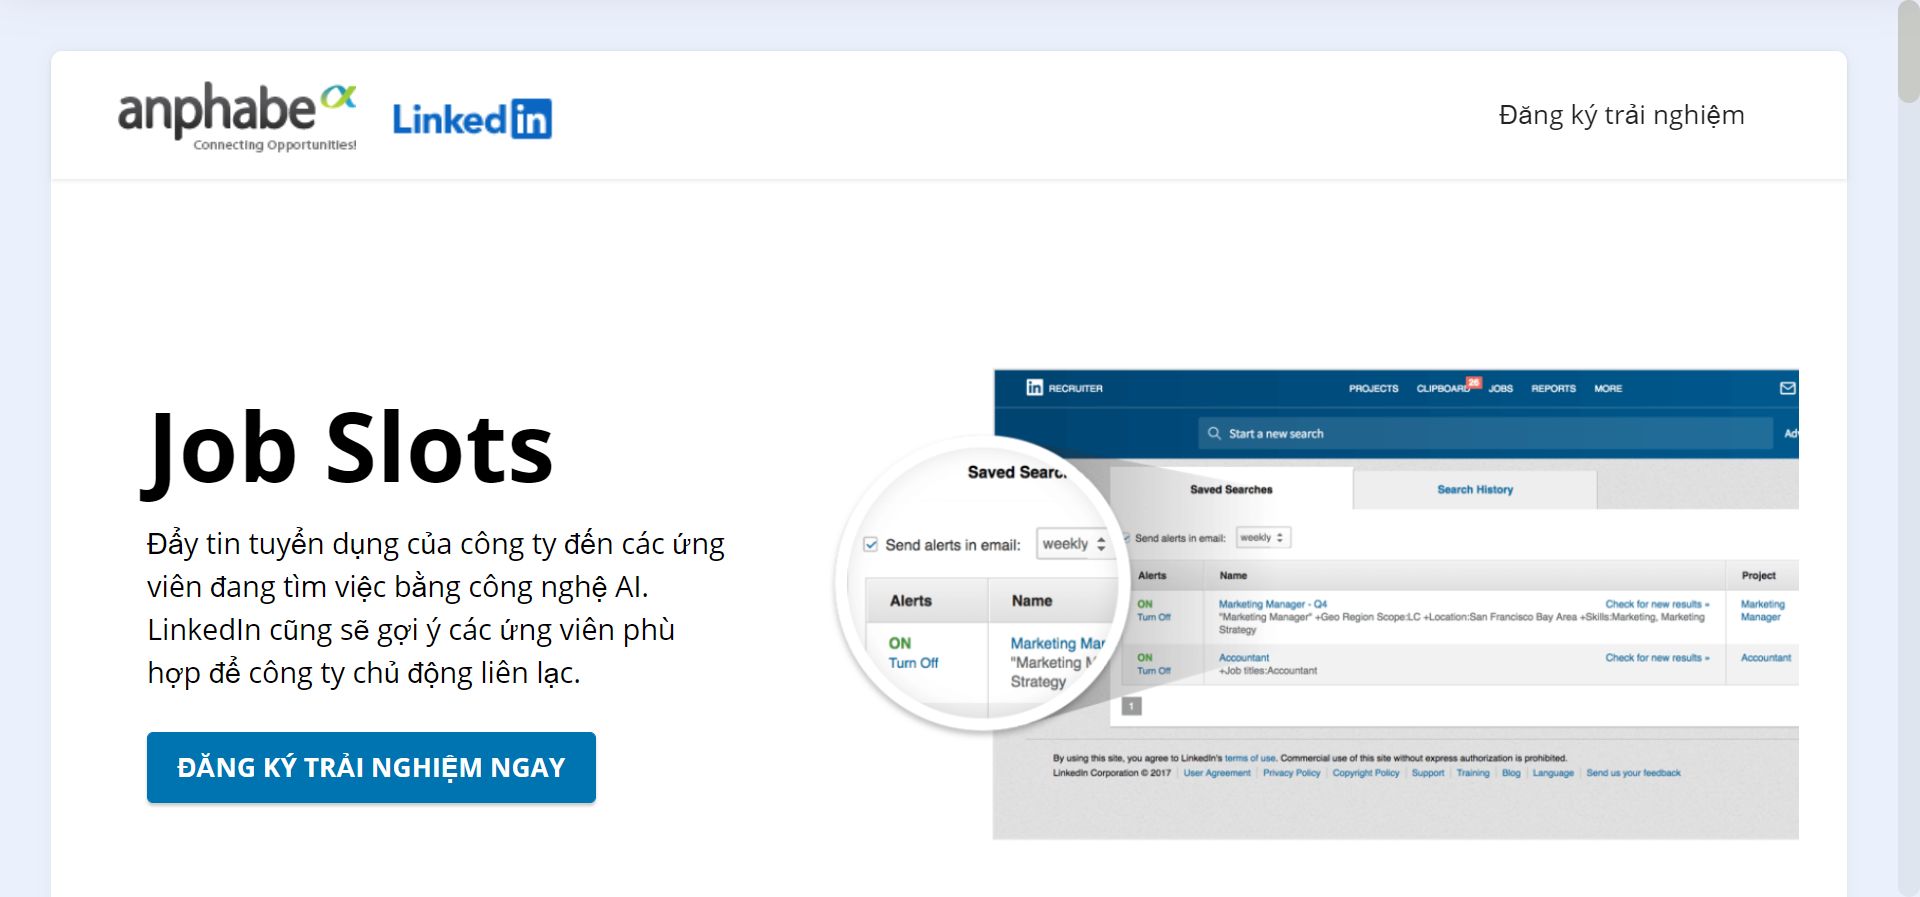 anphabe
Connecting Opportunities!
Linked in
Đăng ký trải nghiệm
Job Slots
Đẩy tin tuyển dụng của công ty đến các ứng
viên đang tìm việc bằng công nghệ AI.
LinkedIn cũng sẽ gợi ý các ứng viên phù
hợp để công ty chủ động liên lạc.
ĐĂNG KÝ TRẢI NGHIỆM NGAY
in RECRUITER
PROJECTS CLIPBOARD 26 JOBS REPORTS MORE
Start a new search
Saved Searches
Search History
Send alerts in email: weekly
Alerts Name Project
ON Marketing Manager - Q4 Check for new results » Marketing
Turn Off "Marketing Manager" +Geo Region Scope:LC +Location:San Francisco Bay Area +Skills:Marketing, Marketing Manager
Strategy
ON Accountant Check for new results » Accountant
Turn Off +Job titles:Accountant
1
By using this site, you agree to LinkedIn's terms of use. Commercial use of this site without express authorization is prohibited.
LinkedIn Corporation © 2017 User Agreement Privacy Policy Copyright Policy Support Training Blog Language Send us your feedback
Saved
Send alerts in email: weekly
Alerts Name
ON Marketing
Turn Off "Marketing
Strategy